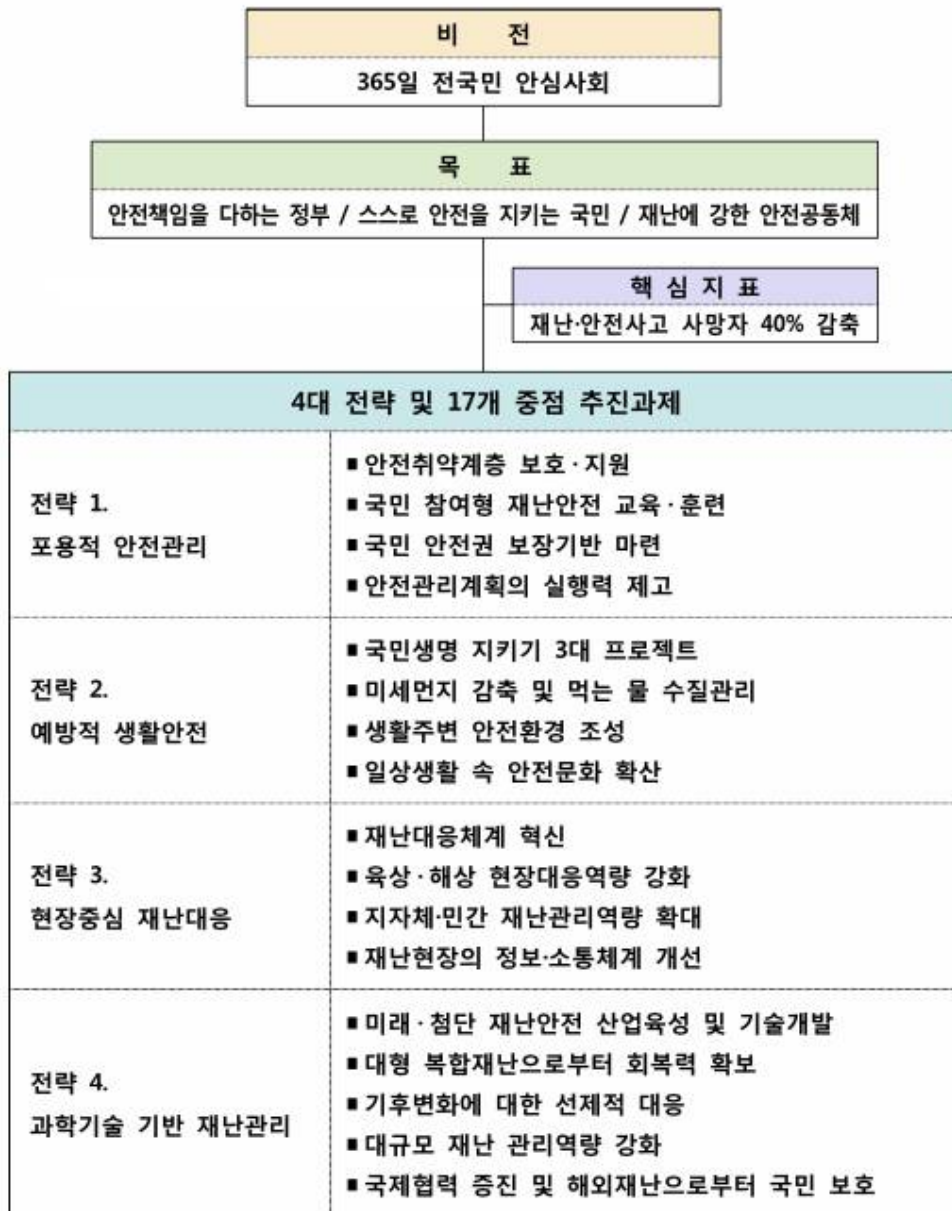 비 전
365일 전국민 안심사회
목 표
안전책임을 다하는 정부 / 스스로 안전을 지키는 국민 / 재난에 강한 안전공동체
핵 심 지 표
재난·안전사고 사망자 40% 감축
4대 전략 및 17개 중점 추진과제
전략 1.
포용적 안전관리
■ 안전취약계층 보호·지원
■ 국민 참여형 재난안전 교육·훈련
■ 국민 안전권 보장기반 마련
■ 안전관리계획의 실행력 제고
전략 2.
예방적 생활안전
■ 국민생명 지키기 3대 프로젝트
■ 미세먼지 감축 및 먹는 물 수질관리
■ 생활주변 안전환경 조성
■ 일상생활 속 안전문화 확산
전략 3.
현장중심 재난대응
■ 재난대응체계 혁신
■ 육상·해상 현장대응역량 강화
■ 지자체·민간 재난관리역량 확대
■ 재난현장의 정보·소통체계 개선
전략 4.
과학기술 기반 재난관리
■ 미래·첨단 재난안전 산업육성 및 기술개발
■ 대형 복합재난으로부터 회복력 확보
■ 기후변화에 대한 선제적 대응
■ 대규모 재난 관리역량 강화
■ 국제협력 증진 및 해외재난으로부터 국민 보호